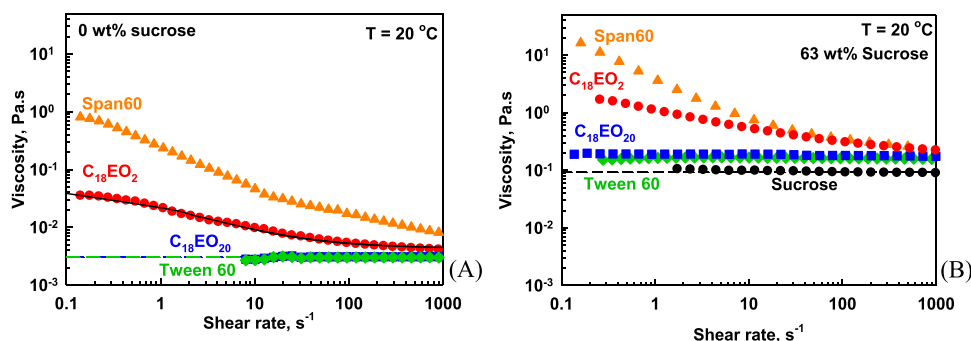 0 wt% sucrose
T = 20 °C
Span60
C₁₈EO₂
C₁₈EO₂₀
Tween 60
Viscosity, Pa.s
10¹
10⁰
10⁻¹
10⁻²
10⁻³
0.1 1 10 100 1000
Shear rate, s⁻¹
(A)
T = 20 °C
63 wt% Sucrose
Span60
C₁₈EO₂
C₁₈EO₂₀
Tween 60
Sucrose
Viscosity, Pa.s
10¹
10⁰
10⁻¹
10⁻²
10⁻³
0.1 1 10 100 1000
Shear rate, s⁻¹
(B)